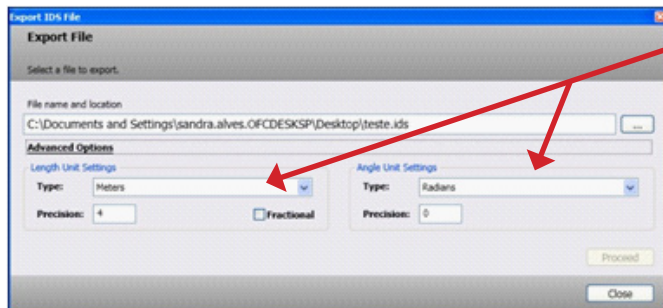 Export IDS File
Export File
Select a file to export.
File name and location
C:\Documents and Settings\sandra.alves.OFCDESKSP\Desktop\teste.ids
...
Advanced Options
Length Unit Settings
Angle Unit Settings
Type: Meters
Type: Radians
Precision: 4
Fractional
Precision: 0
Proceed
Close